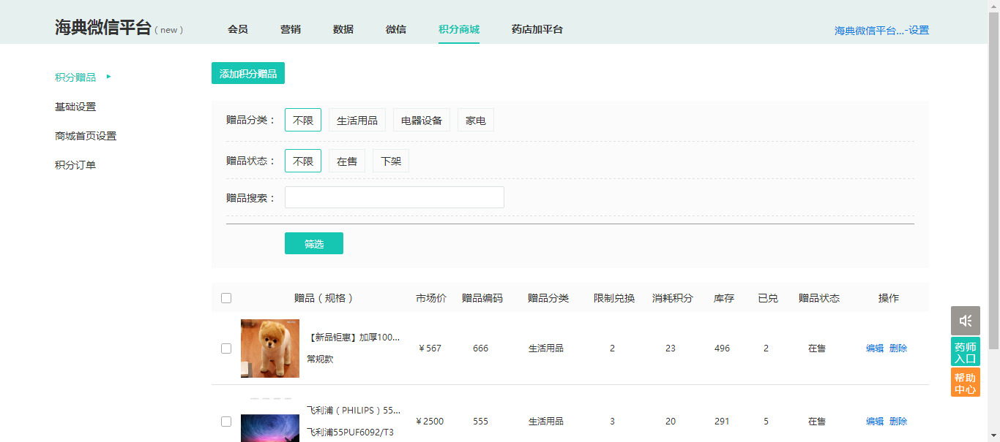 海典微信平台 ( new ) 会员 营销 数据 微信 积分商城 药店加平台 海典微信平台...-设置
积分赠品
基础设置
商城首页设置
积分订单
添加积分赠品
赠品分类： 不限 生活用品 电器设备 家电
赠品状态： 不限 在售 下架
赠品搜索：
筛选
赠品（规格） 市场价 赠品编码 赠品分类 限制兑换 消耗积分 库存 已兑 赠品状态 操作
【新品钜惠】加厚100...
常规款
￥567 666 生活用品 2 23 496 2 在售 编辑 删除
飞利浦（PHILIPS）55...
飞利浦55PUF6092/T3
￥2500 555 生活用品 3 20 291 5 在售 编辑 删除
药师
入口
帮助
中心